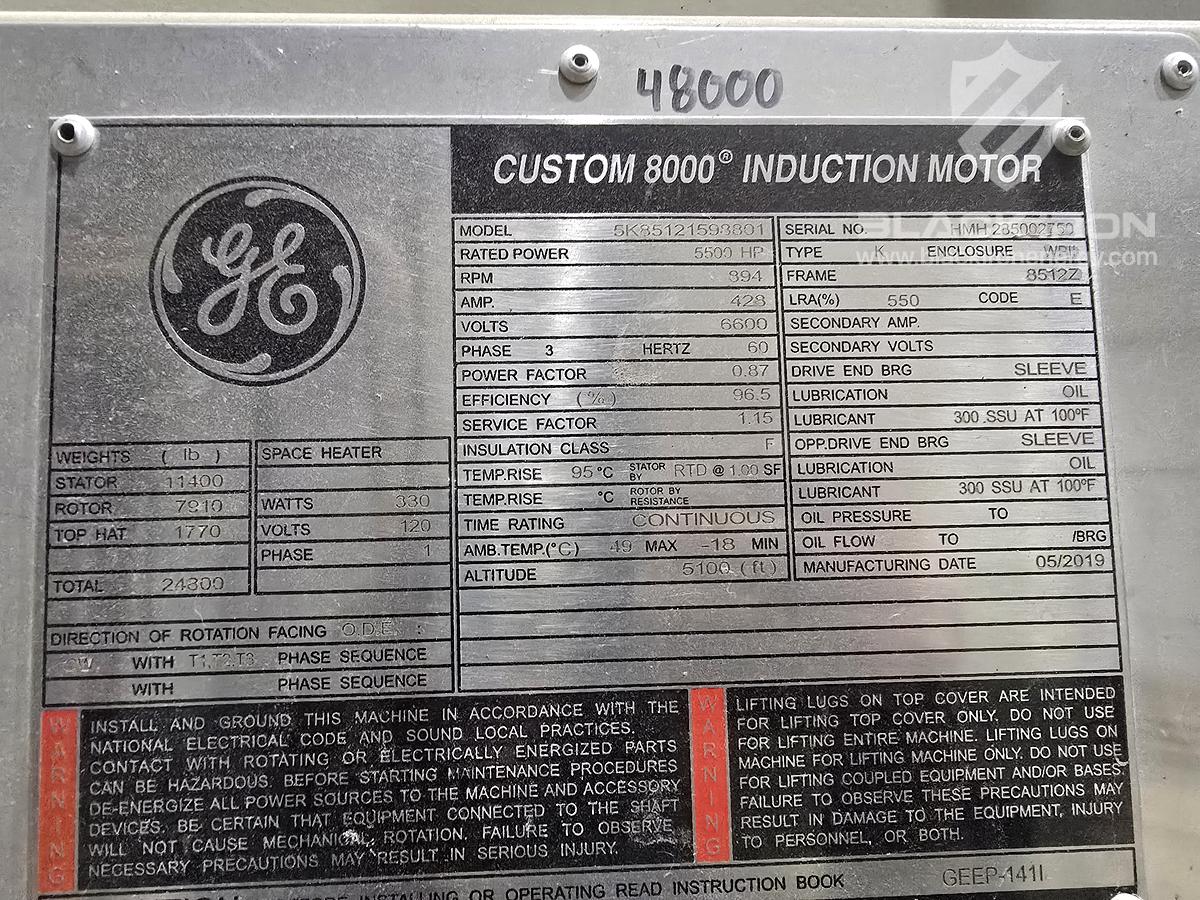 48000
GE
CUSTOM 8000® INDUCTION MOTOR
MODEL 5K85121598801
RATED POWER 5500 HP
RPM 894
AMP. 428
VOLTS 6600
PHASE 3 HERTZ 60
POWER FACTOR 0.87
EFFICIENCY (%) 96.5
SERVICE FACTOR 1.15
INSULATION CLASS F
TEMP.RISE 95 °C STATOR BY RTD @ 1.00 SF
TEMP.RISE °C ROTOR BY RESISTANCE
TIME RATING CONTINUOUS
AMB.TEMP.(°C) 49 MAX -18 MIN
ALTITUDE 5100 (ft)
SERIAL NO. HMH 285002750
TYPE K ENCLOSURE WPII
FRAME 8512Z
LRA(%) 550 CODE E
SECONDARY AMP.
SECONDARY VOLTS
DRIVE END BRG SLEEVE
LUBRICATION OIL
LUBRICANT 300 SSU AT 100°F
OPP.DRIVE END BRG SLEEVE
LUBRICATION OIL
LUBRICANT 300 SSU AT 100°F
OIL PRESSURE TO
OIL FLOW TO /BRG
MANUFACTURING DATE 05/2019
WEIGHTS ( lb )
STATOR 11400
ROTOR 7910
TOP HAT 1770
TOTAL 24800
SPACE HEATER
WATTS 330
VOLTS 120
PHASE 1
DIRECTION OF ROTATION FACING O.D.E. :
CW WITH T1,T2,T3 PHASE SEQUENCE
WITH PHASE SEQUENCE
WARNING
INSTALL AND GROUND THIS MACHINE IN ACCORDANCE WITH THE
NATIONAL ELECTRICAL CODE AND SOUND LOCAL PRACTICES.
CONTACT WITH ROTATING OR ELECTRICALLY ENERGIZED PARTS
CAN BE HAZARDOUS. BEFORE STARTING MAINTENANCE PROCEDURES
DE-ENERGIZE ALL POWER SOURCES TO THE MACHINE AND ACCESSORY
DEVICES. BE CERTAIN THAT EQUIPMENT CONNECTED TO THE SHAFT
WILL NOT CAUSE MECHANICAL ROTATION. FAILURE TO OBSERVE
NECESSARY PRECAUTIONS MAY RESULT IN SERIOUS INJURY.
WARNING
LIFTING LUGS ON TOP COVER ARE INTENDED
FOR LIFTING TOP COVER ONLY. DO NOT USE
FOR LIFTING ENTIRE MACHINE. LIFTING LUGS ON
MACHINE FOR LIFTING MACHINE ONLY. DO NOT USE
FOR LIFTING COUPLED EQUIPMENT AND/OR BASES.
FAILURE TO OBSERVE THESE PRECAUTIONS MAY
RESULT IN DAMAGE TO THE EQUIPMENT, INJURY
TO PERSONNEL, OR BOTH.
INSTALLING OR OPERATING READ INSTRUCTION BOOK GEEP-141I